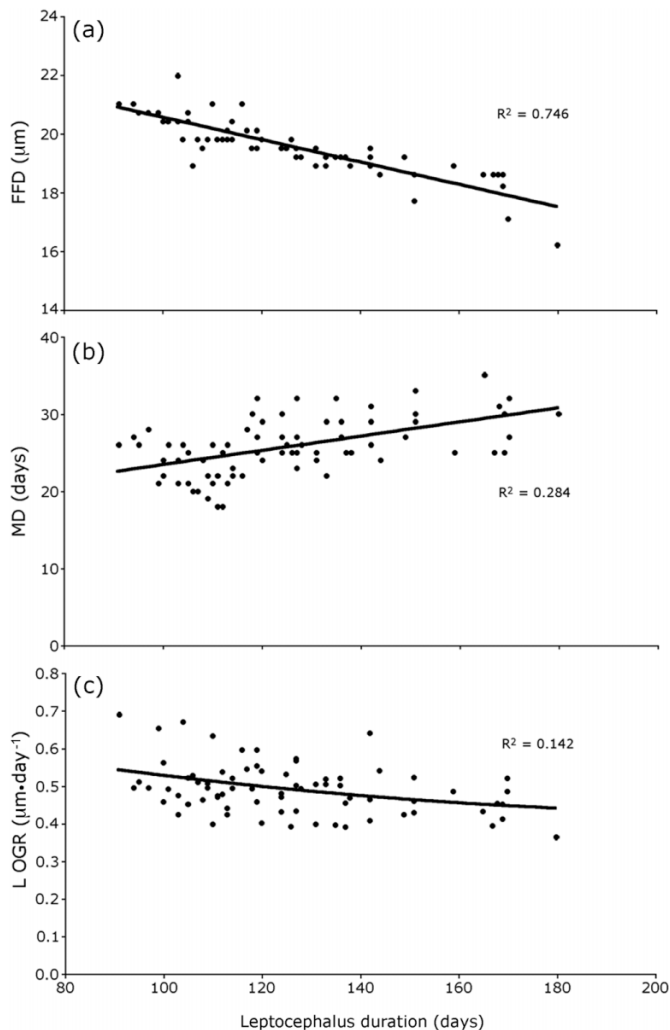 (a)
24
22
20
18
16
14
FFD (μm)
R² = 0.746
(b)
40
30
20
10
0
MD (days)
R² = 0.284
(c)
0.8
0.7
0.6
0.5
0.4
0.3
0.2
0.1
0.0
L OGR (μm•day⁻¹)
R² = 0.142
80 100 120 140 160 180 200
Leptocephalus duration (days)